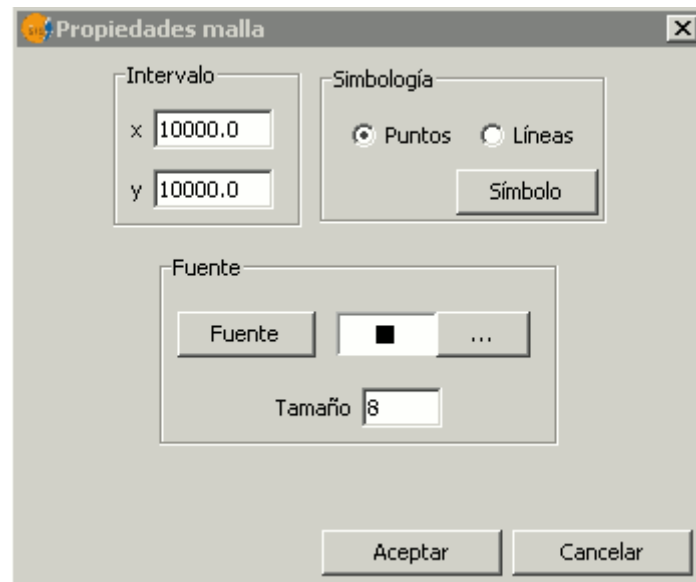 Propiedades malla
Intervalo
x 10000.0
y 10000.0
Simbología
Puntos Líneas
Símbolo
Fuente
Fuente ...
Tamaño 8
Aceptar Cancelar